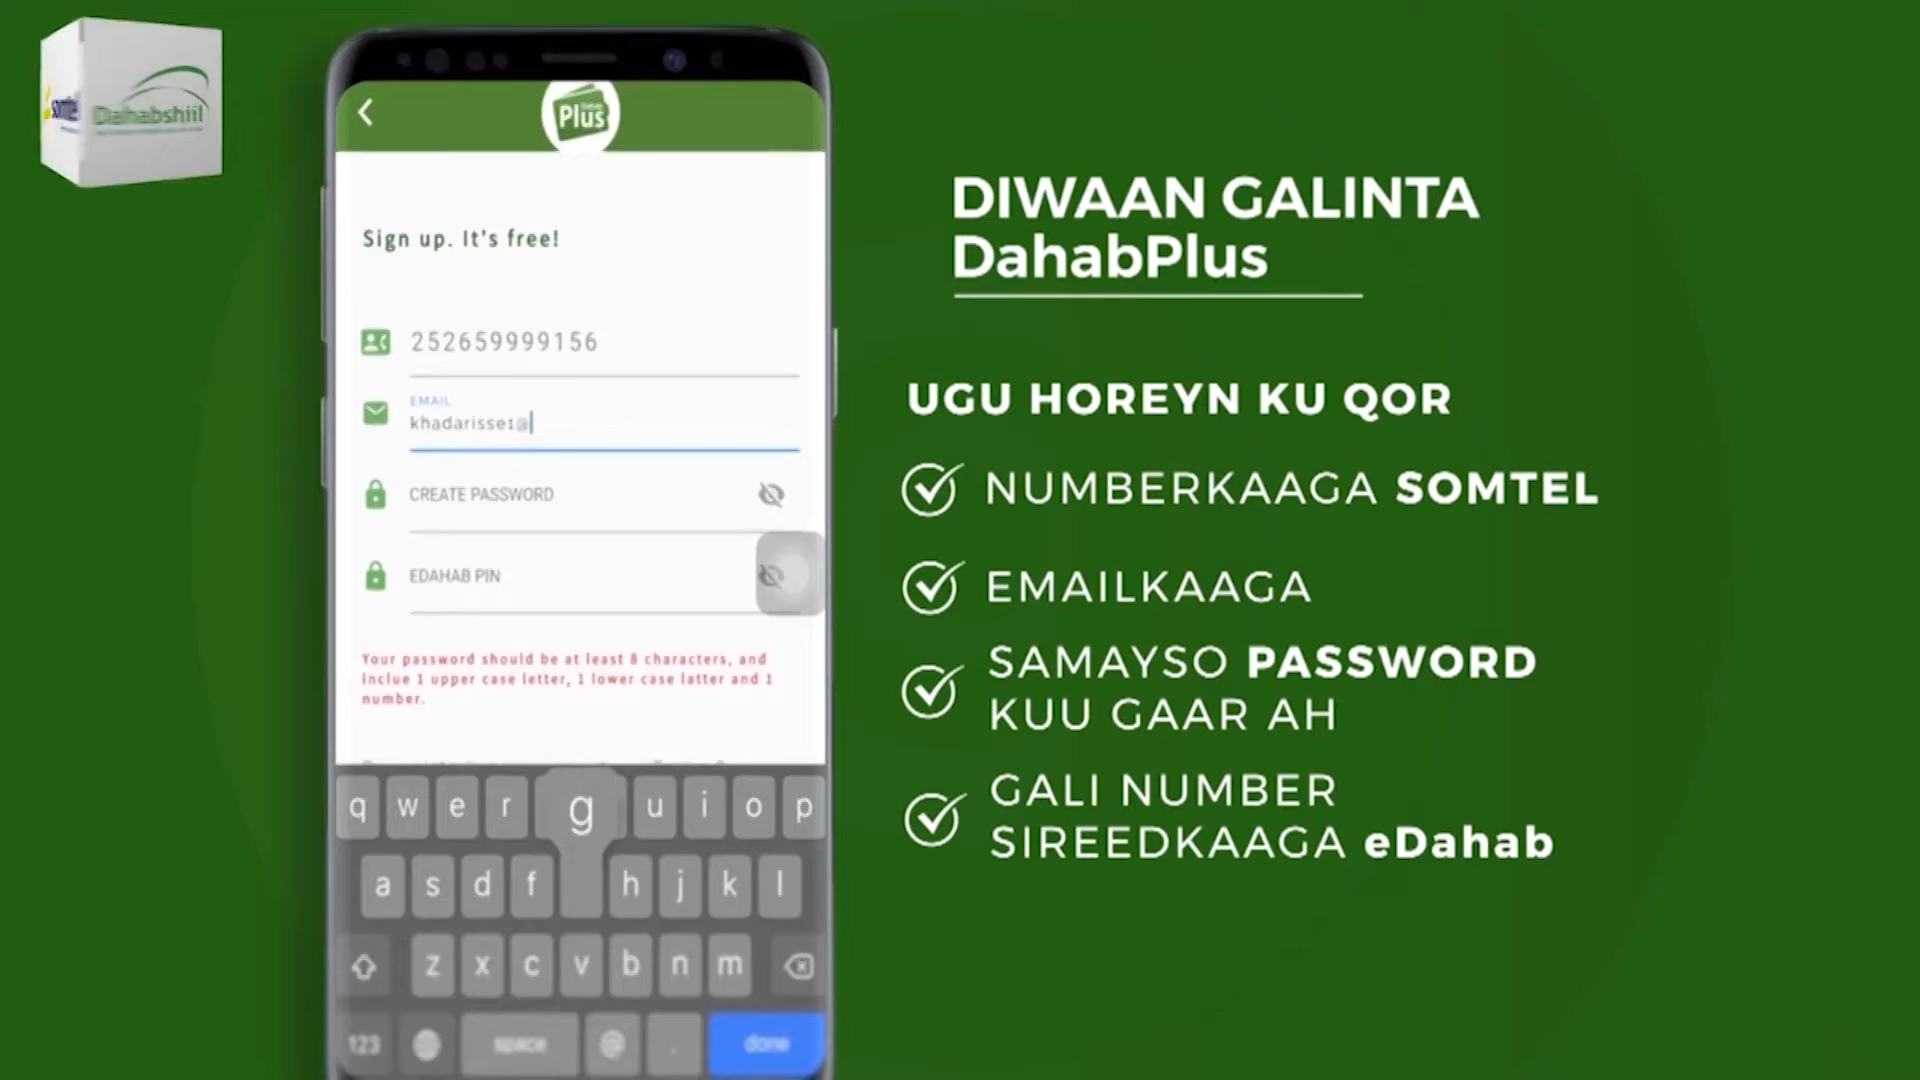 somtel
Dahabshiil
Plus
Sign up. It's free!
252659999156
EMAIL
khadarisse1@
CREATE PASSWORD
EDAHAB PIN
Your password should be at least 8 characters, and
inclue 1 upper case letter, 1 lower case latter and 1
number.
q w e r g u i o p
a s d f h j k l
z x c v b n m
123 space @ . done
DIWAAN GALINTA
DahabPlus
UGU HOREYN KU QOR
NUMBERKAAGA SOMTEL
EMAILKAAGA
SAMAYSO PASSWORD
KUU GAAR AH
GALI NUMBER
SIREEDKAAGA eDahab